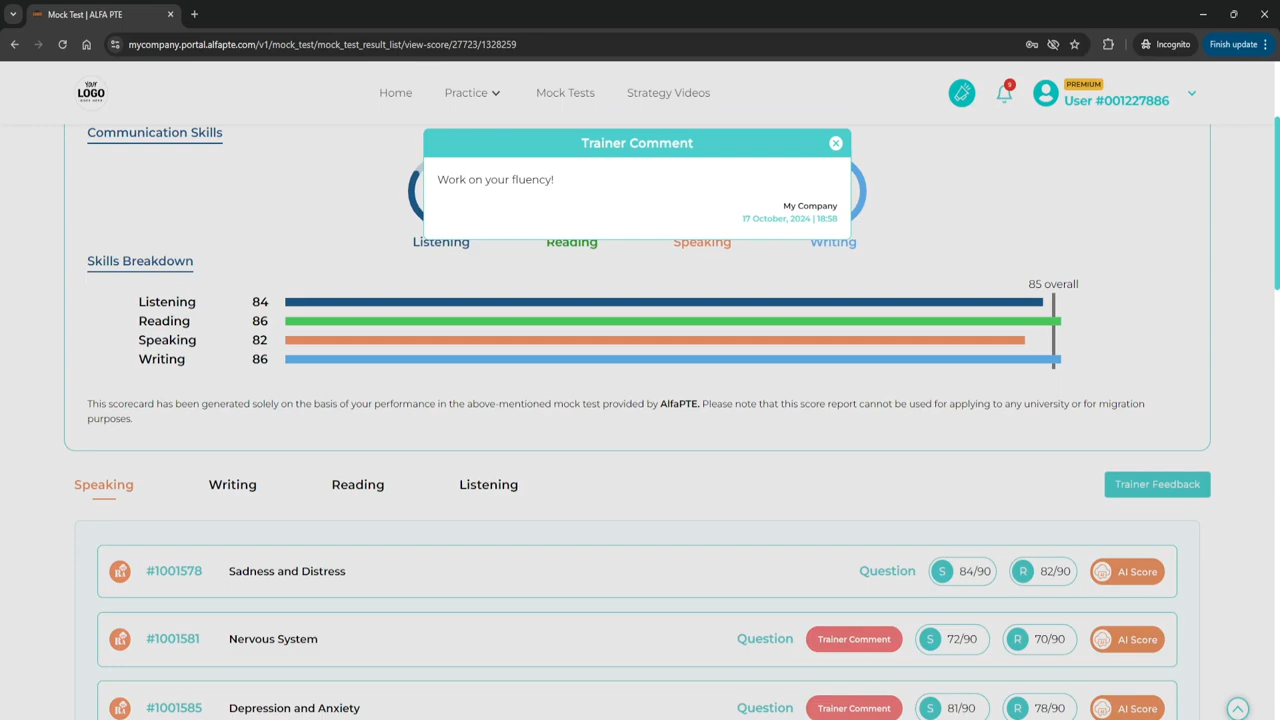 Mock Test | ALFA PTE
mycompany.portal.alfapte.com/v1/mock_test/mock_test_result_list/view-score/27723/1328259
Incognito
Finish update
YOUR
LOGO
Home
Practice
Mock Tests
Strategy Videos
9
PREMIUM
User #001227886
Communication Skills
Trainer Comment
Work on your fluency!
My Company
17 October, 2024 | 18:58
Listening
Reading
Speaking
Writing
Skills Breakdown
85 overall
Listening 84
Reading 86
Speaking 82
Writing 86
This scorecard has been generated solely on the basis of your performance in the above-mentioned mock test provided by AlfaPTE. Please note that this score report cannot be used for applying to any university or for migration
purposes.
Speaking
Writing
Reading
Listening
Trainer Feedback
#1001578 Sadness and Distress Question S 84/90 R 82/90 AI Score
#1001581 Nervous System Question Trainer Comment S 72/90 R 70/90 AI Score
#1001585 Depression and Anxiety Question Trainer Comment S 81/90 R 78/90 AI Score